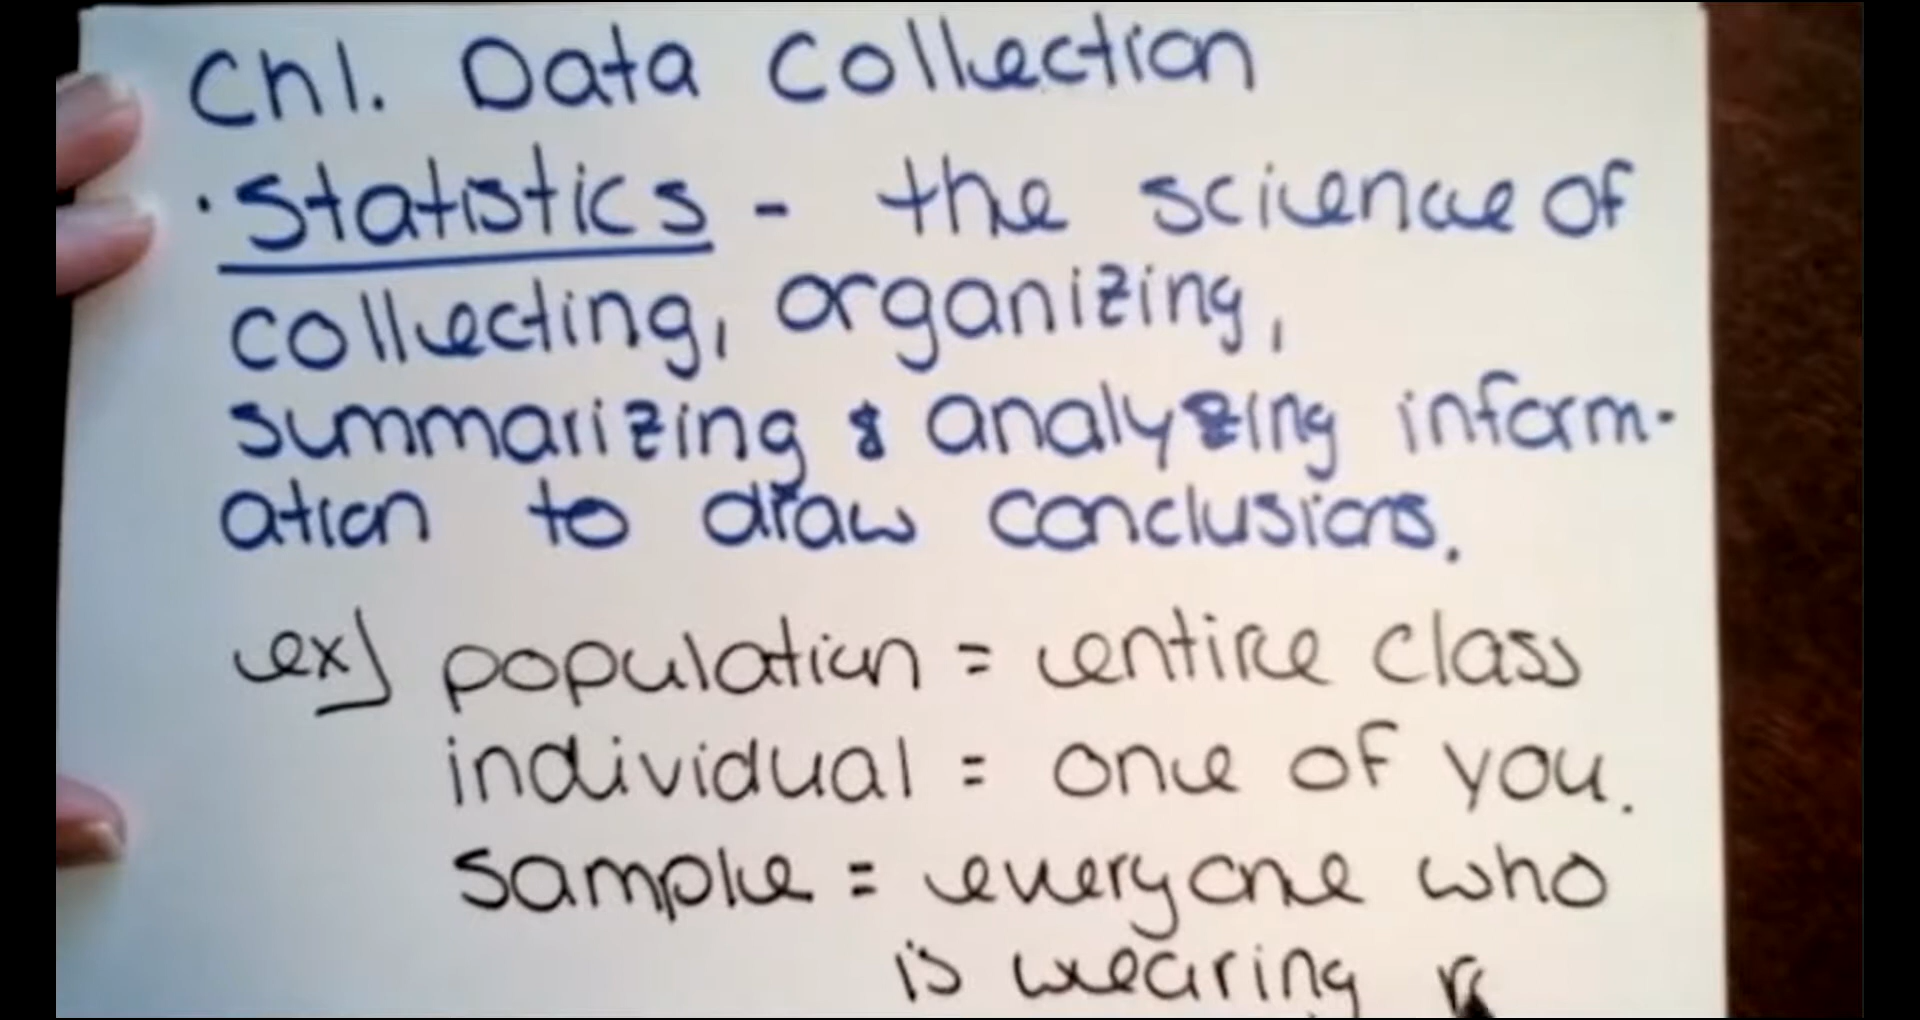 Ch1. Data Collection
· Statistics - the science of
collecting, organizing,
summarizing & analyzing inform-
ation to draw conclusions.
ex) population = entire class
individual = one of you.
sample = everyone who
is wearing